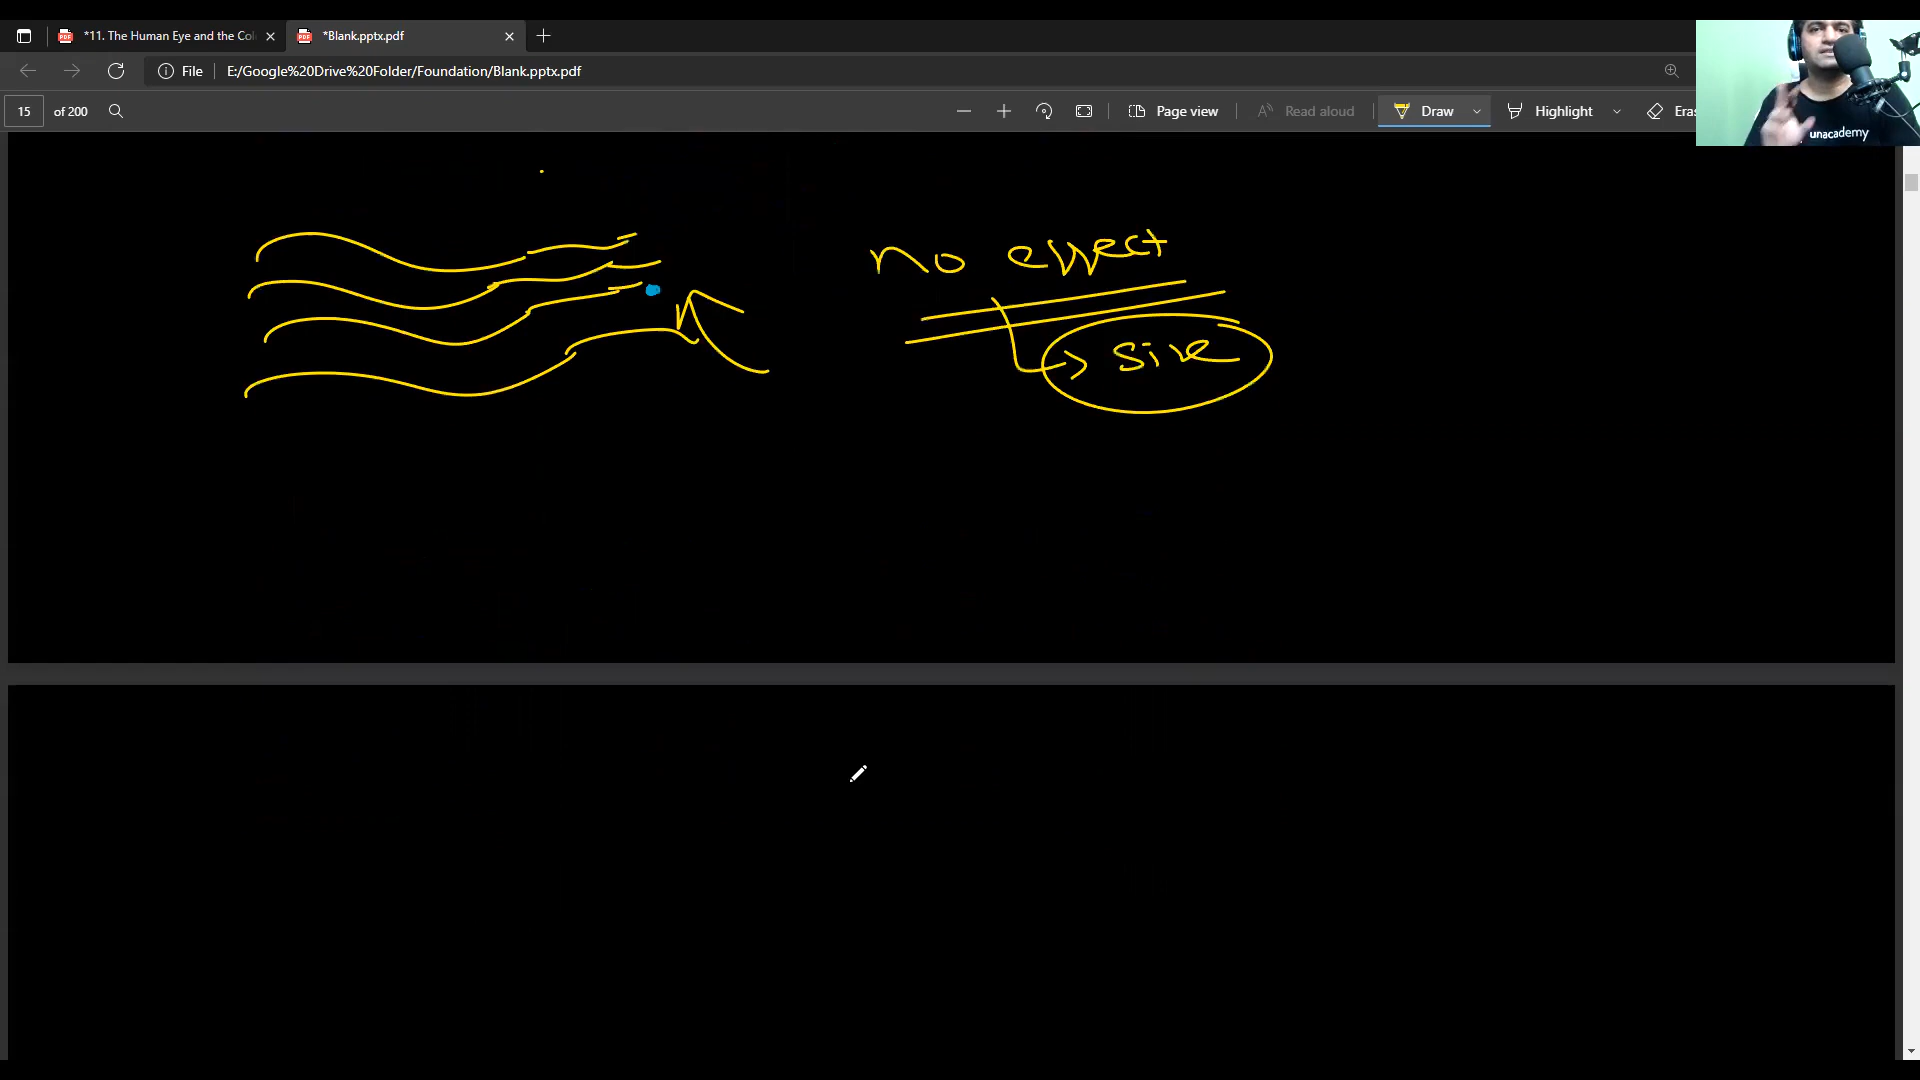 *11. The Human Eye and the Col
*Blank.pptx.pdf
File
E:/Google%20Drive%20Folder/Foundation/Blank.pptx.pdf
15 of 200
Page view
Read aloud
Draw
Highlight
Eras
unacademy
no effect
size